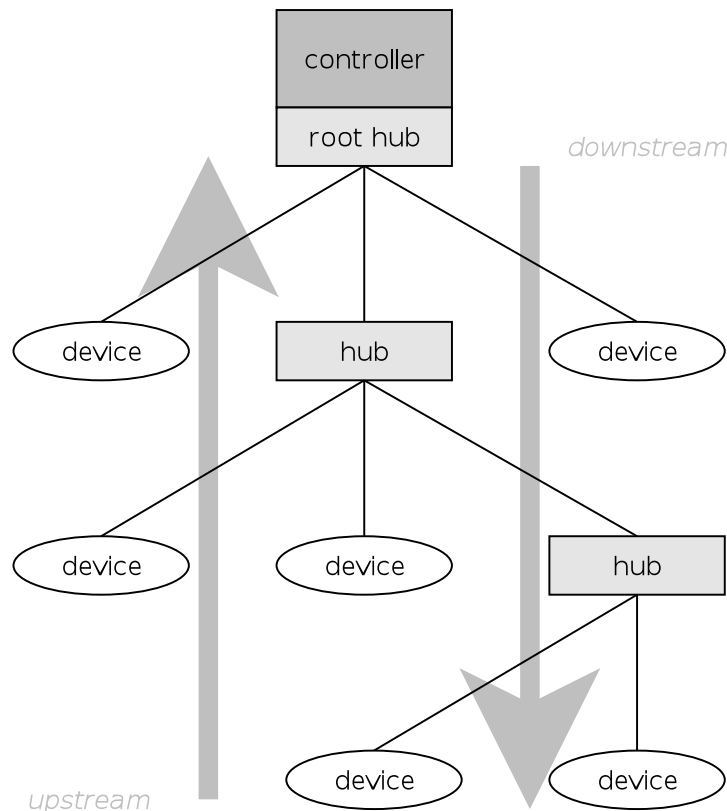 controller
root hub
downstream
device
hub
device
device
device
hub
device
device
upstream